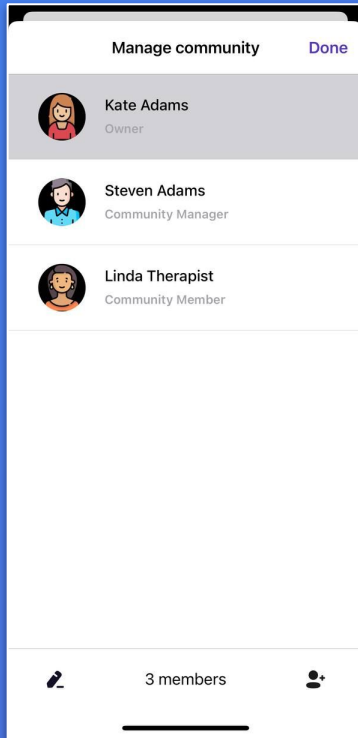 Manage community Done
Kate Adams
Owner
Steven Adams
Community Manager
Linda Therapist
Community Member
3 members